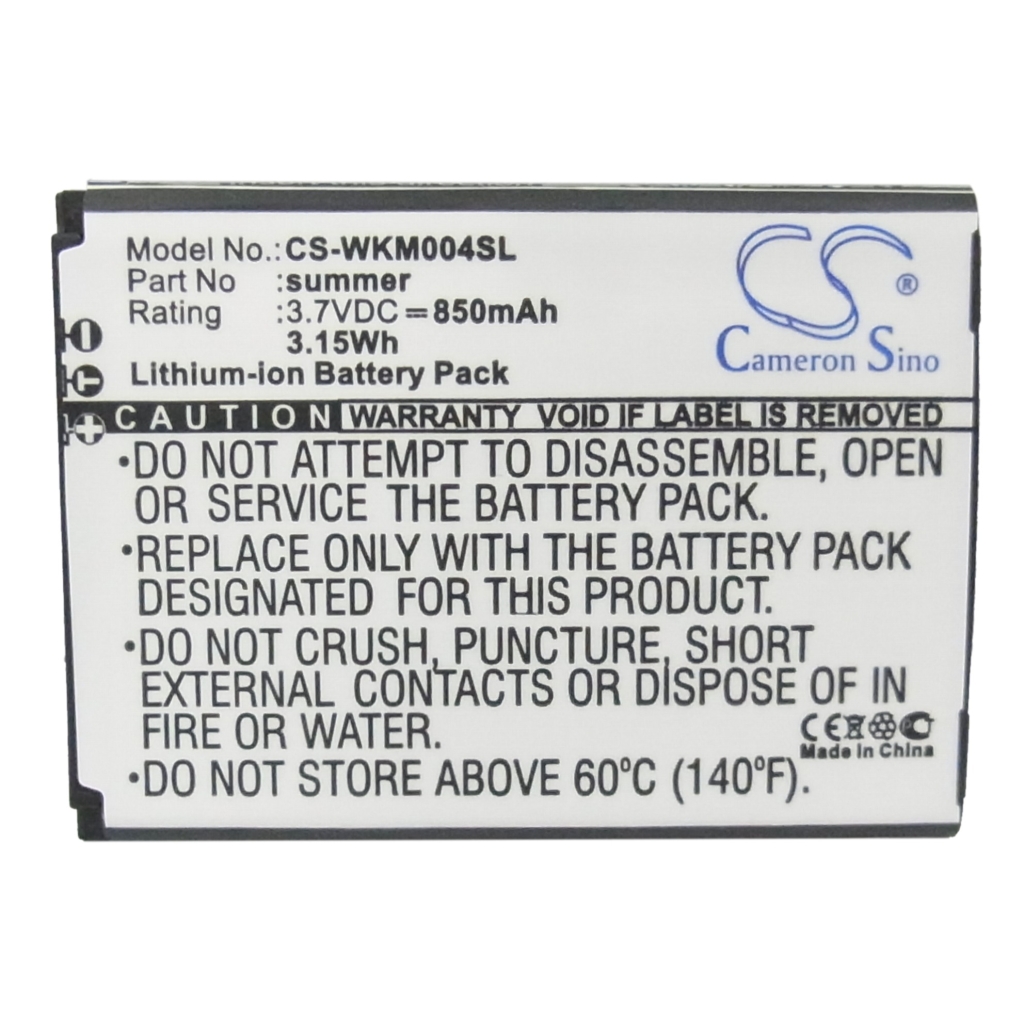 Model No.: CS-WKM004SL
Part No :summer
Rating :3.7VDC ⎓ 850mAh
3.15Wh
Lithium-ion Battery Pack
CS ®
Cameron Sino
CAUTION WARRANTY VOID IF LABEL IS REMOVED
•DO NOT ATTEMPT TO DISASSEMBLE, OPEN
OR SERVICE THE BATTERY PACK.
•REPLACE ONLY WITH THE BATTERY PACK
DESIGNATED FOR THIS PRODUCT.
•DO NOT CRUSH, PUNCTURE, SHORT
EXTERNAL CONTACTS OR DISPOSE OF IN
FIRE OR WATER.
CE
Made in China
•DO NOT STORE ABOVE 60°C (140°F).
- T +